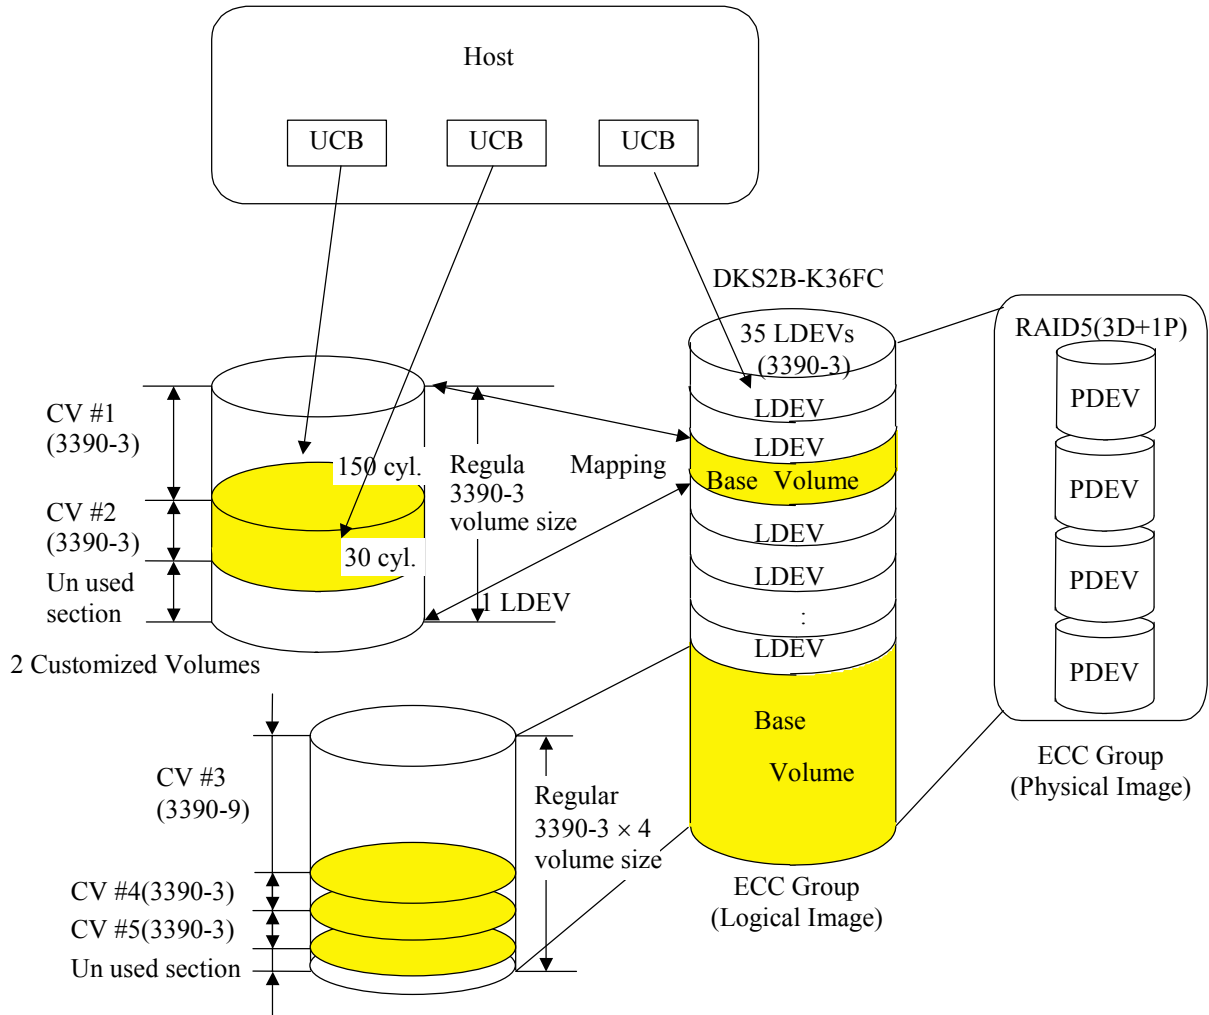 Host
UCB
UCB
UCB
DKS2B-K36FC
35 LDEVs
(3390-3)
LDEV
LDEV
Base Volume
LDEV
LDEV
:
LDEV
Base
Volume
ECC Group
(Logical Image)
RAID5(3D+1P)
PDEV
PDEV
PDEV
PDEV
ECC Group
(Physical Image)
CV #1
(3390-3)
CV #2
(3390-3)
Un used
section
150 cyl.
30 cyl.
Regula
3390-3
volume size
Mapping
1 LDEV
2 Customized Volumes
CV #3
(3390-9)
CV #4(3390-3)
CV #5(3390-3)
Un used section
Regular
3390-3 × 4
volume size